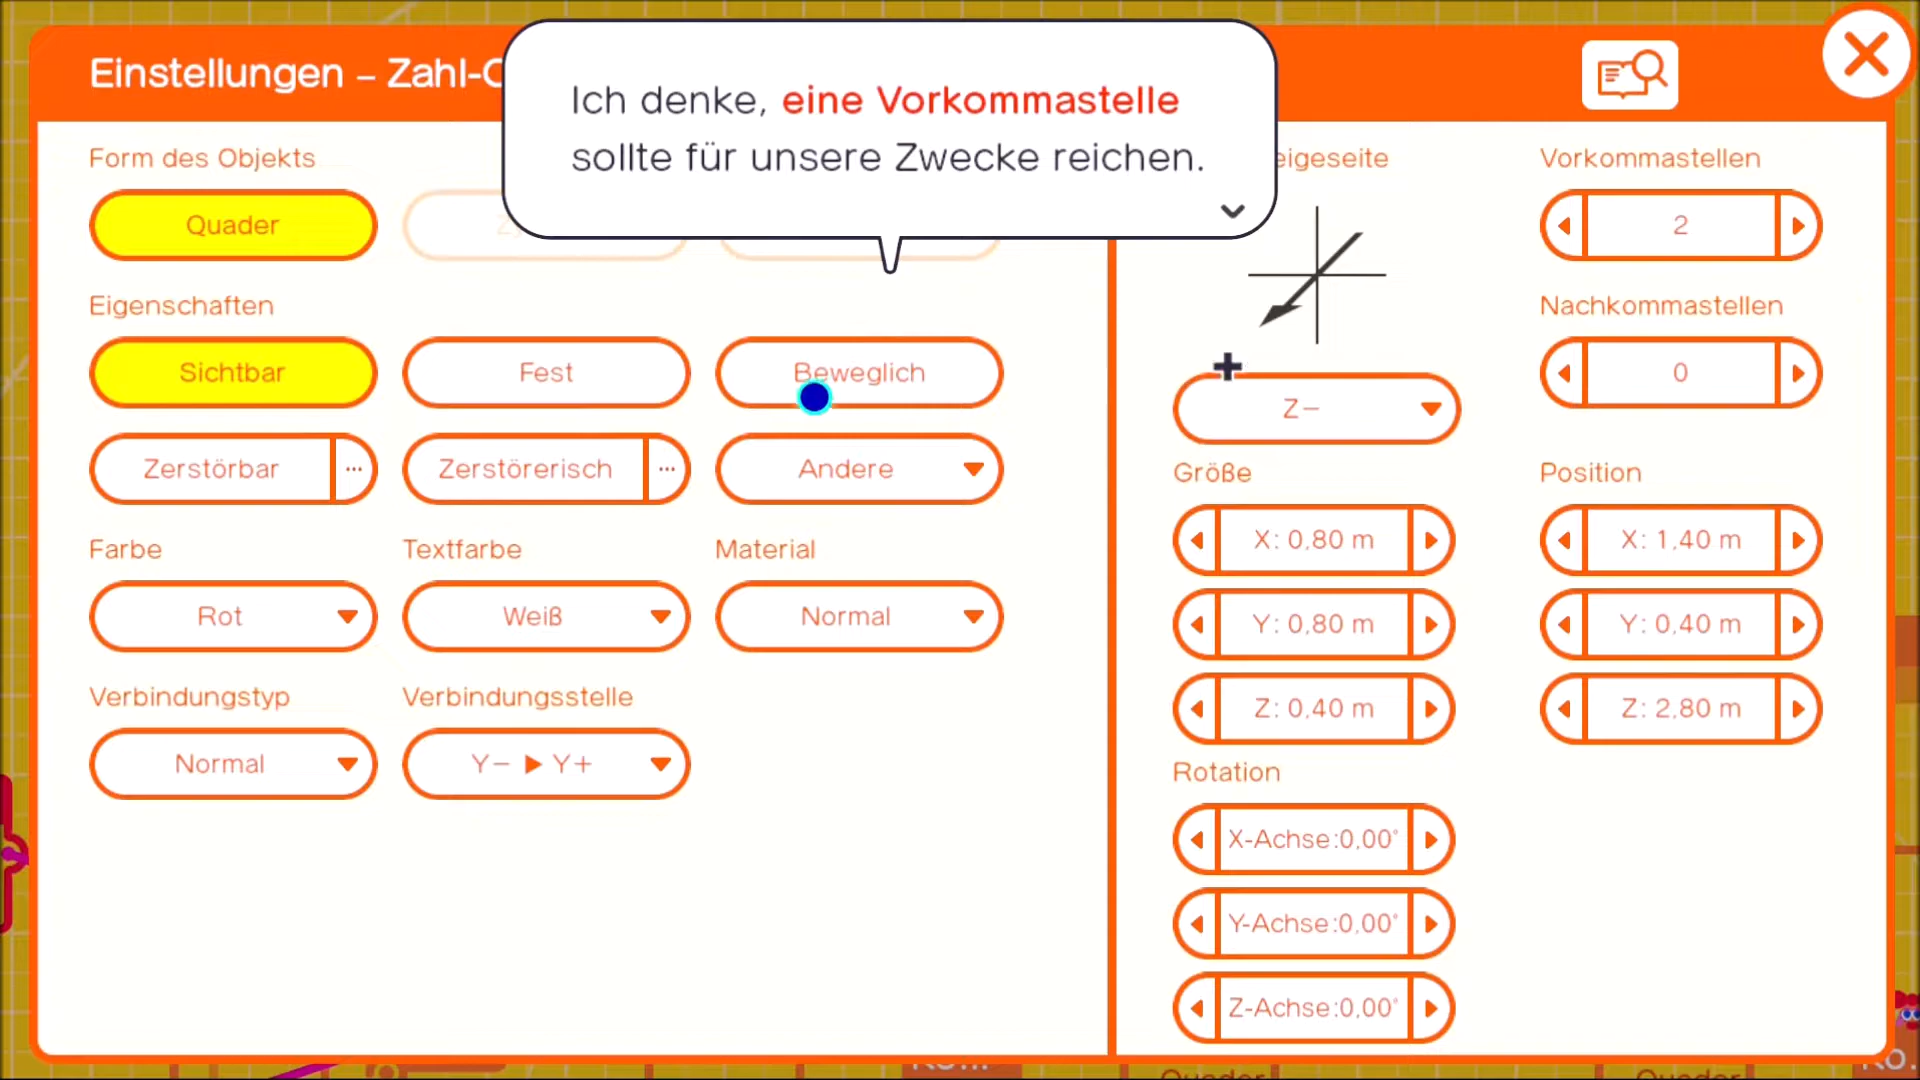 Einstellungen – Zahl-
Ich denke, eine Vorkommastelle
sollte für unsere Zwecke reichen.
Form des Objekts
Quader
Eigenschaften
Sichtbar
Fest
Beweglich
Zerstörbar
...
Zerstörerisch
...
Andere
Farbe
Textfarbe
Material
Rot
Weiß
Normal
Verbindungstyp
Verbindungsstelle
Normal
Y− ▶ Y+
eigeseite
Z−
Vorkommastellen
2
Nachkommastellen
0
Größe
X: 0,80 m
Y: 0,80 m
Z: 0,40 m
Position
X: 1,40 m
Y: 0,40 m
Z: 2,80 m
Rotation
X-Achse:0,00°
Y-Achse:0,00°
Z-Achse:0,00°